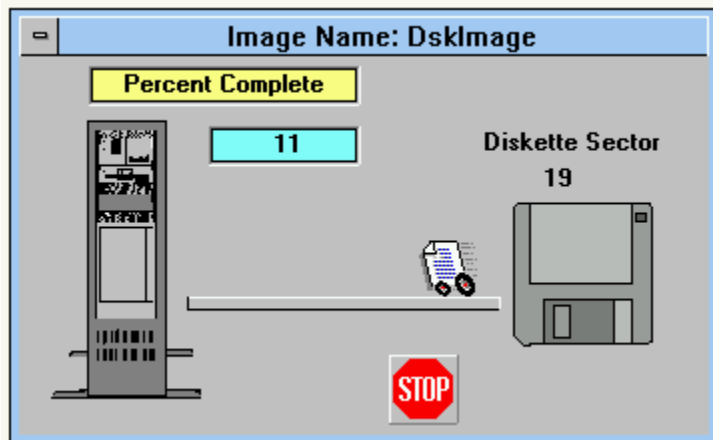 Image Name: DskImage
Percent Complete
11
Diskette Sector
19
STOP